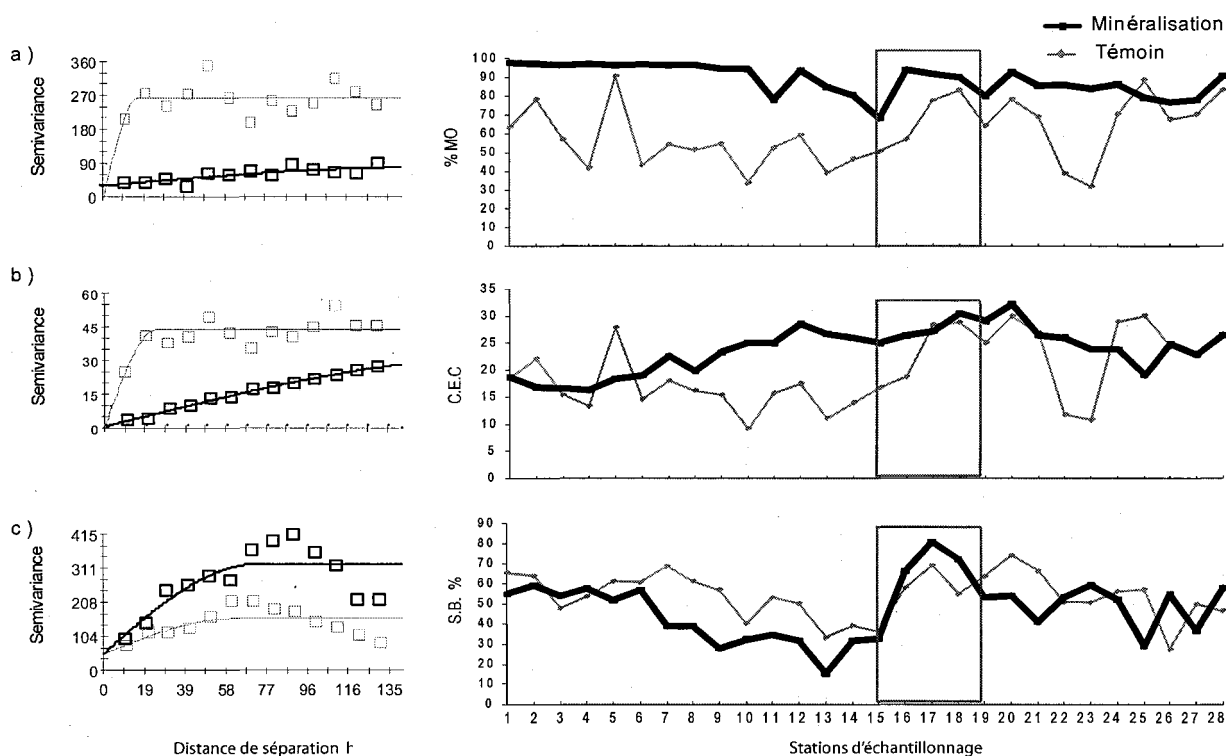 Minéralisation
Témoin
a )
Semivariance
360
270
180
90
0
% MO
100
90
80
70
60
50
40
30
20
10
0
b )
Semivariance
60
45
30
15
0
C.E.C
35
30
25
20
15
10
5
0
c )
Semivariance
415
311
208
104
0
0 19 39 58 77 96 116 135
Distance de séparation h
S.B. %
90
80
70
60
50
40
30
20
10
0
1 2 3 4 5 6 7 8 9 10 11 12 13 14 15 16 17 18 19 20 21 22 23 24 25 26 27 28
Stations d'échantillonnage